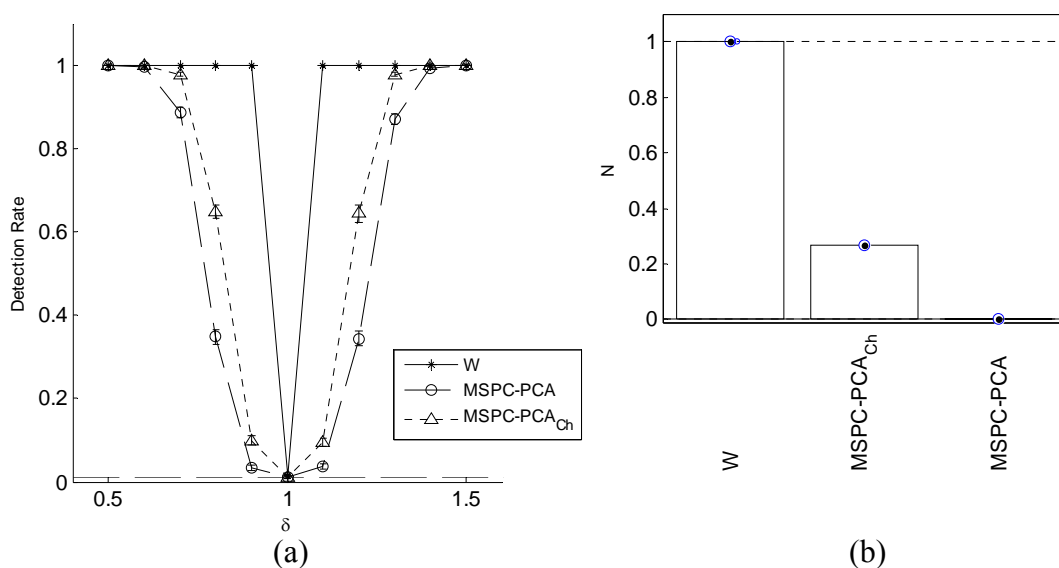 1
0.8
0.6
0.4
0.2
0
Detection Rate
0.5
1
1.5
δ
W
MSPC-PCA
MSPC-PCA_Ch
(a)
1
0.8
0.6
0.4
0.2
0
N
W
MSPC-PCA_Ch
MSPC-PCA
(b)